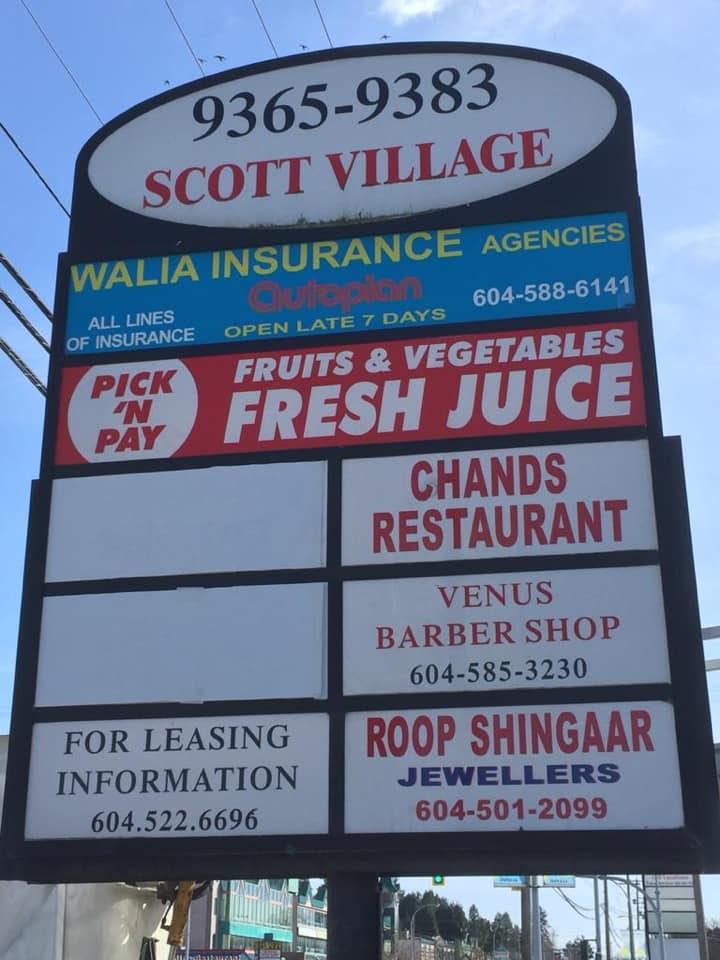 9365-9383
SCOTT VILLAGE
WALIA INSURANCE AGENCIES
Autoplan
ALL LINES
OF INSURANCE
OPEN LATE 7 DAYS
604-588-6141
PICK
'N
PAY
FRUITS & VEGETABLES
FRESH JUICE
CHANDS
RESTAURANT
VENUS
BARBER SHOP
604-585-3230
FOR LEASING
INFORMATION
604.522.6696
ROOP SHINGAAR
JEWELLERS
604-501-2099